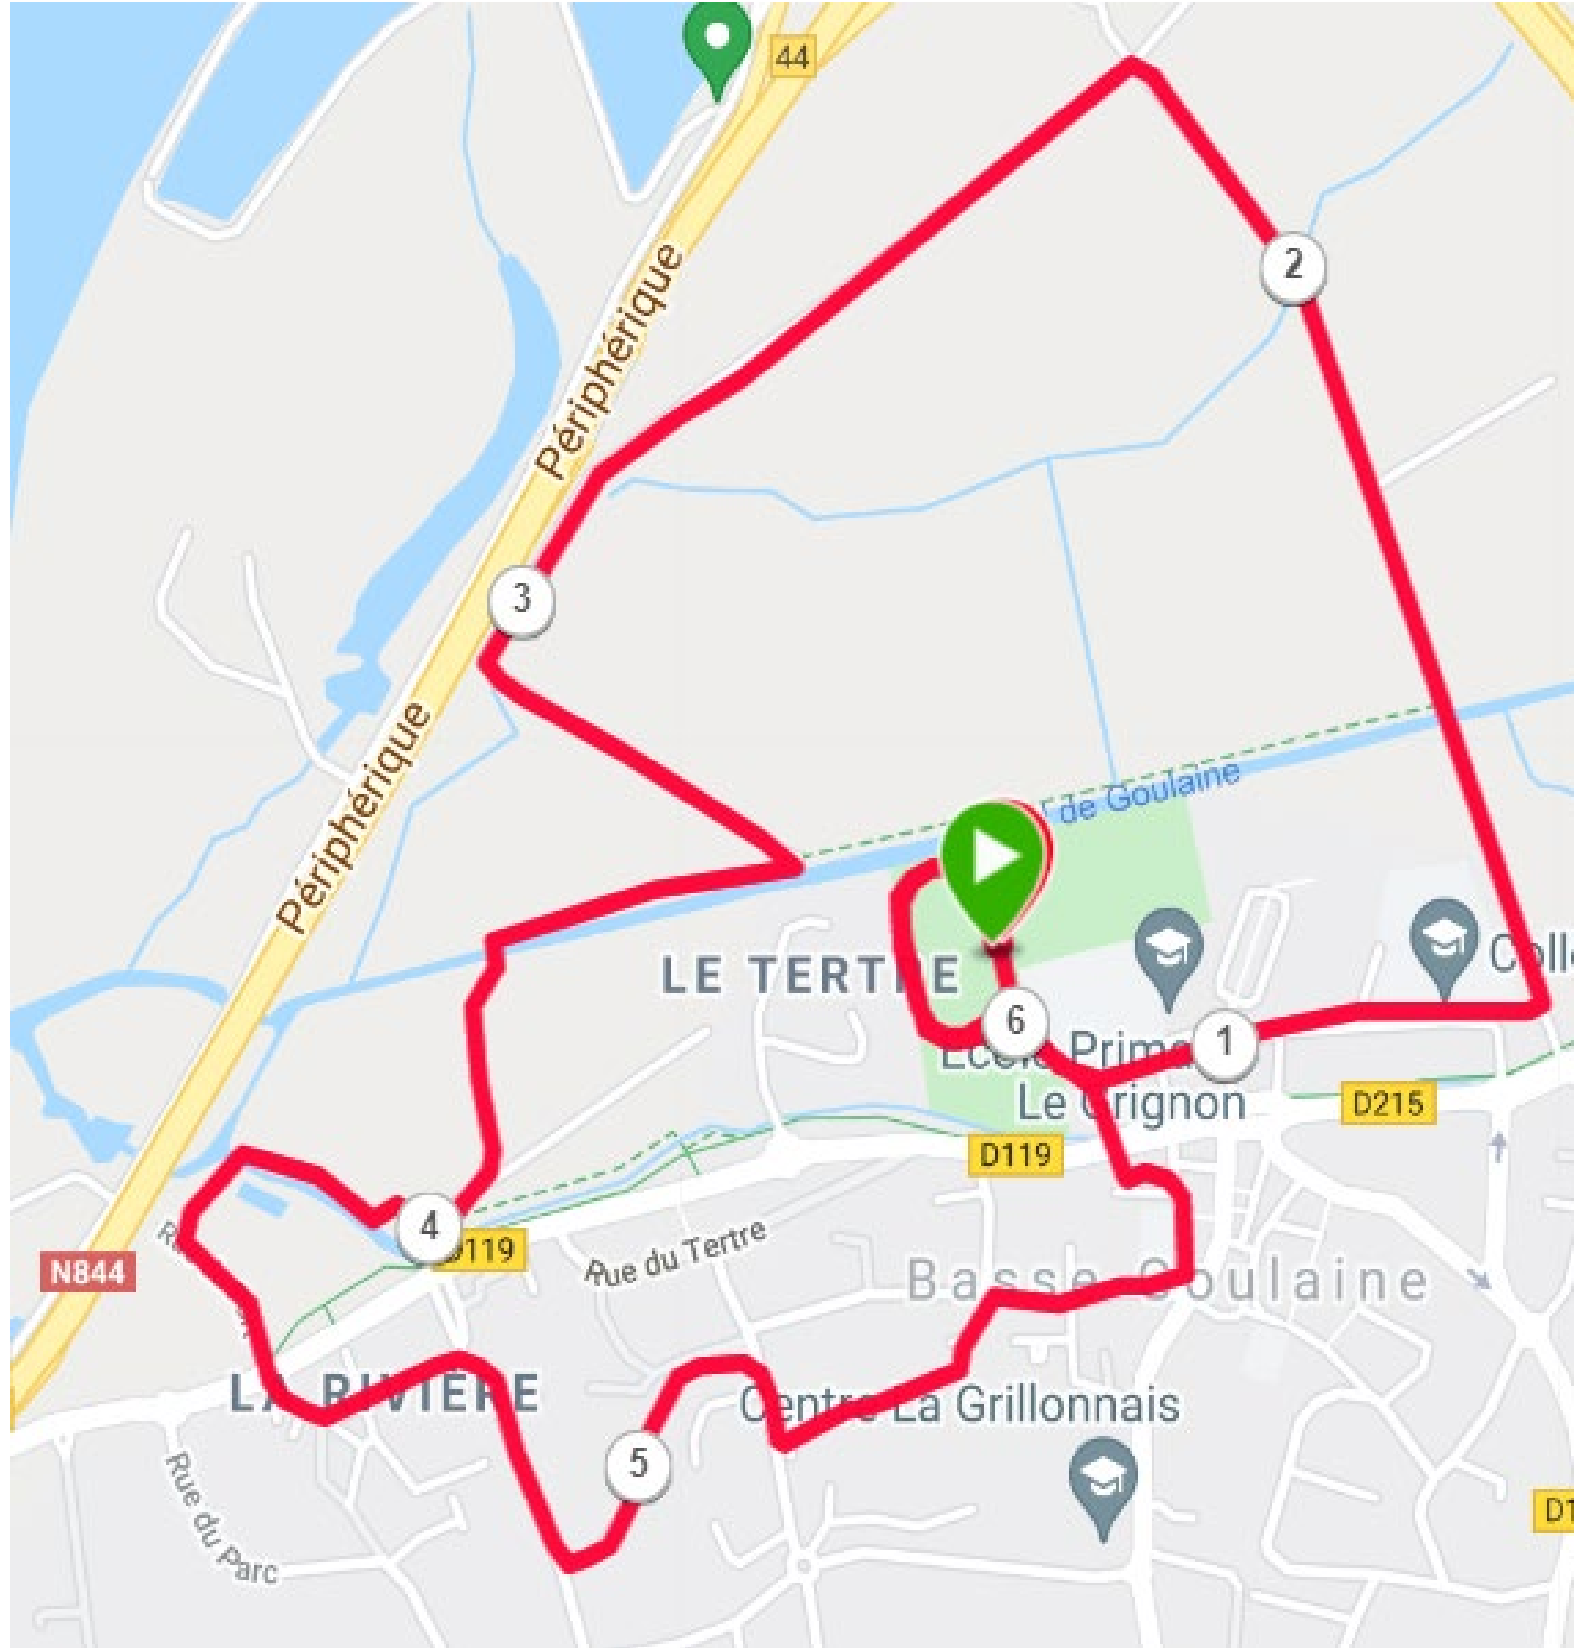 44
2
Périphérique
3
Périphérique
de Goulaine
LE TERTRE
6
1
Le Grignon
D215
D119
4
D119
N844
Rue du Tertre
Basse Goulaine
LA RIVIÈRE
Centre La Grillonnais
5
Rue du Parc
D1